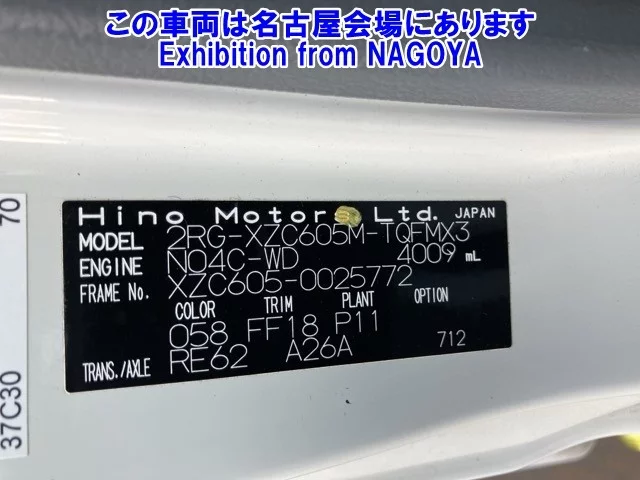 この車両は名古屋会場にあります
Exhibition from NAGOYA
Hino Motors Ltd. JAPAN
MODEL 2RG-XZC605M-TQFMX3
ENGINE N04C-WD 4009 mL
FRAME No. XZC605-0025772
COLOR TRIM PLANT OPTION
058 FF18 P11
TRANS./AXLE RE62 A26A 712
37C30 70